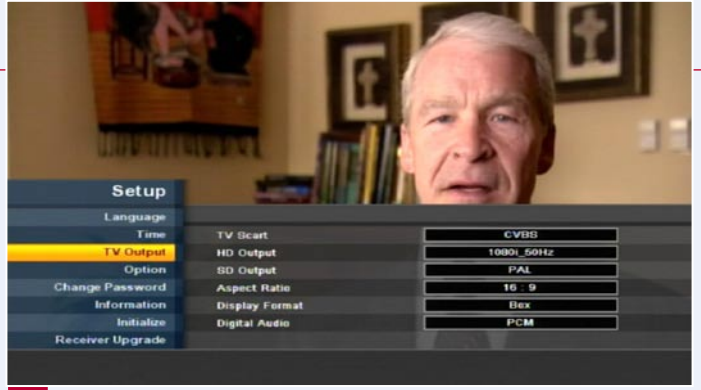 Setup
Language
Time
TV Output
Option
Change Password
Information
Initialize
Receiver Upgrade
TV Scart CVBS
HD Output 1080i_50Hz
SD Output PAL
Aspect Ratio 16 : 9
Display Format Box
Digital Audio PCM